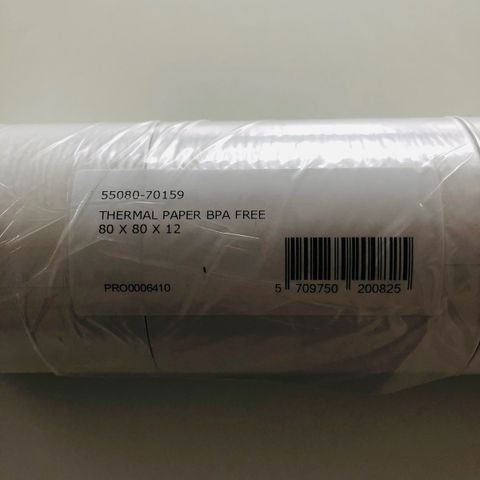 55080-70159
THERMAL PAPER BPA FREE
80 X 80 X 12
PRO0006410
5 709750 200825